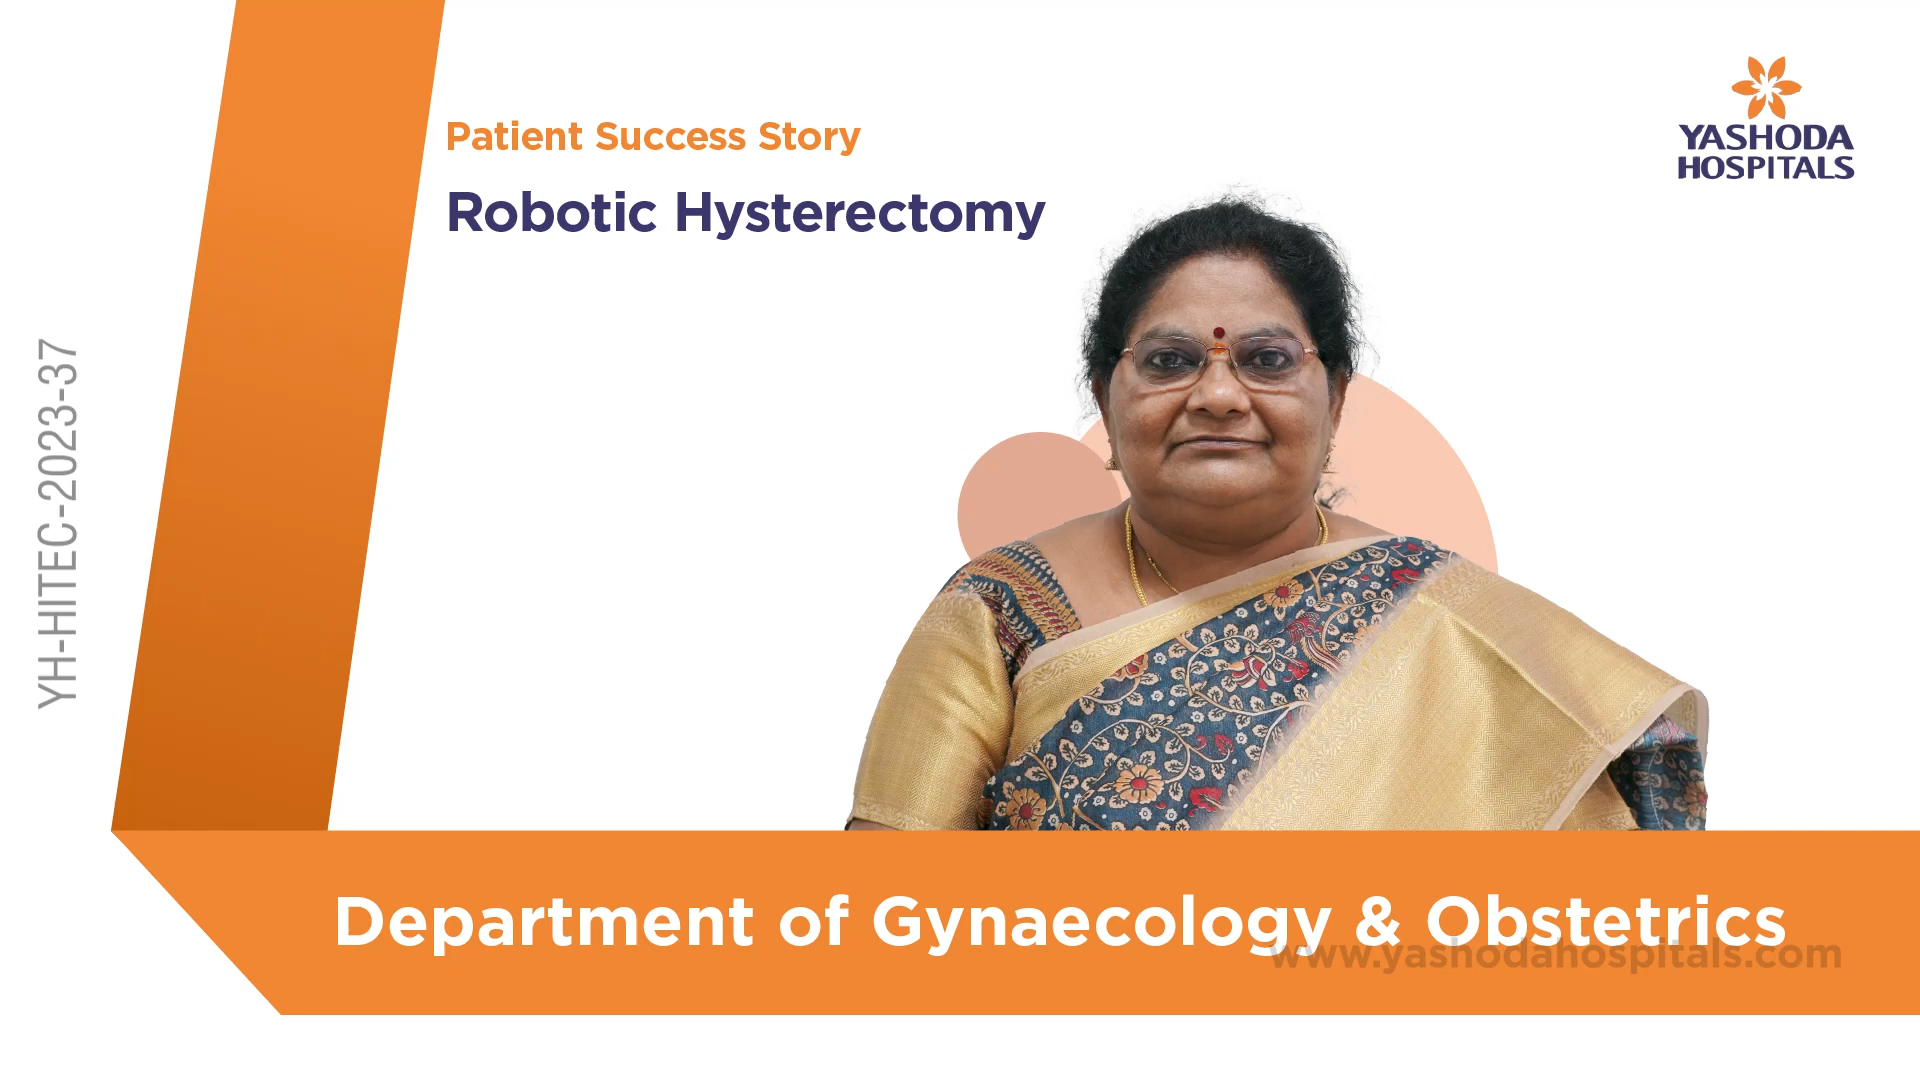 Patient Success Story
Robotic Hysterectomy
YASHODA
HOSPITALS
YH-HITEC-2023-37
Department of Gynaecology & Obstetrics
www.yashodahospitals.com